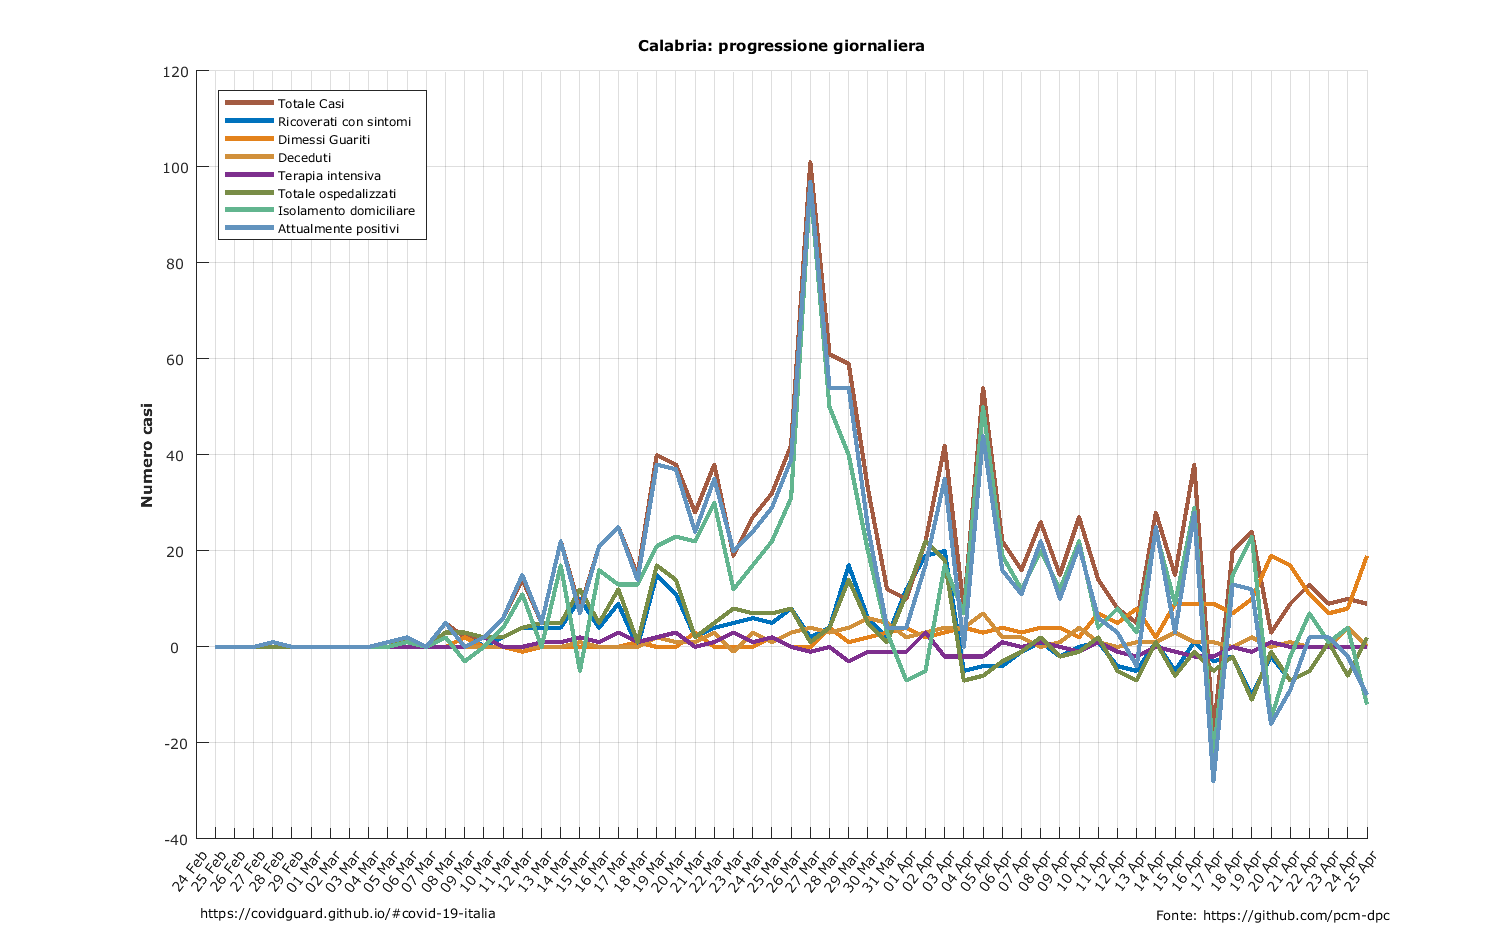 Calabria: progressione giornaliera
120
100
80
60
40
20
0
-20
-40
Numero casi
Totale Casi
Ricoverati con sintomi
Dimessi Guariti
Deceduti
Terapia intensiva
Totale ospedalizzati
Isolamento domiciliare
Attualmente positivi
24 Feb
25 Feb
26 Feb
27 Feb
28 Feb
29 Feb
01 Mar
02 Mar
03 Mar
04 Mar
05 Mar
06 Mar
07 Mar
08 Mar
09 Mar
10 Mar
11 Mar
12 Mar
13 Mar
14 Mar
15 Mar
16 Mar
17 Mar
18 Mar
19 Mar
20 Mar
21 Mar
22 Mar
23 Mar
24 Mar
25 Mar
26 Mar
27 Mar
28 Mar
29 Mar
30 Mar
31 Mar
01 Apr
02 Apr
03 Apr
04 Apr
05 Apr
06 Apr
07 Apr
08 Apr
09 Apr
10 Apr
11 Apr
12 Apr
13 Apr
14 Apr
15 Apr
16 Apr
17 Apr
18 Apr
19 Apr
20 Apr
21 Apr
22 Apr
23 Apr
24 Apr
25 Apr
https://covidguard.github.io/#covid-19-italia
Fonte: https://github.com/pcm-dpc